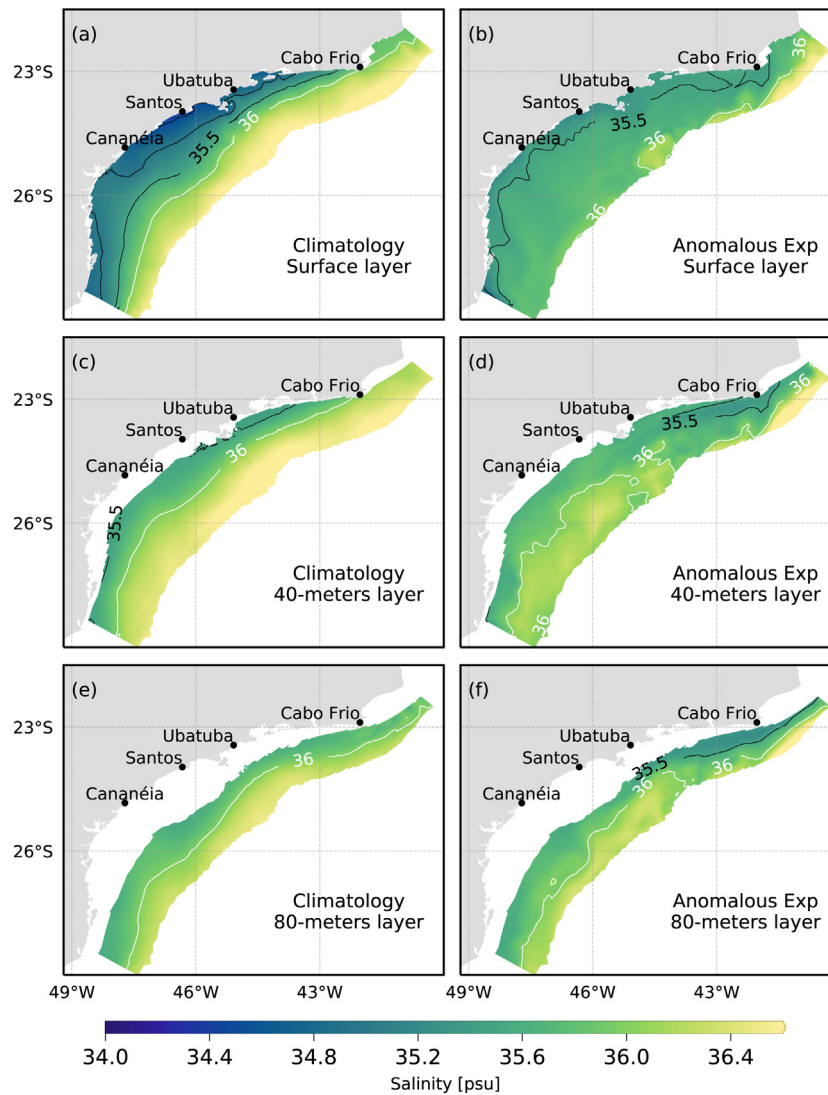 (a)
Cabo Frio
23°S
Ubatuba
Santos
36
35.5
Cananéia
26°S
Climatology
Surface layer
(b)
Cabo Frio
36
Ubatuba
Santos
35.5
36
Cananéia
36
Anomalous Exp
Surface layer
(c)
Cabo Frio
23°S
Ubatuba
Santos
36
Cananéia
35.5
26°S
Climatology
40-meters layer
(d)
Cabo Frio
36
Ubatuba
35.5
Santos
36
Cananéia
36
Anomalous Exp
40-meters layer
(e)
Cabo Frio
23°S
Ubatuba
Santos
36
Cananéia
26°S
Climatology
80-meters layer
(f)
Cabo Frio
Ubatuba
Santos
35.5
36
36
Cananéia
Anomalous Exp
80-meters layer
49°W 46°W 43°W
49°W 46°W 43°W
34.0 34.4 34.8 35.2 35.6 36.0 36.4
Salinity [psu]